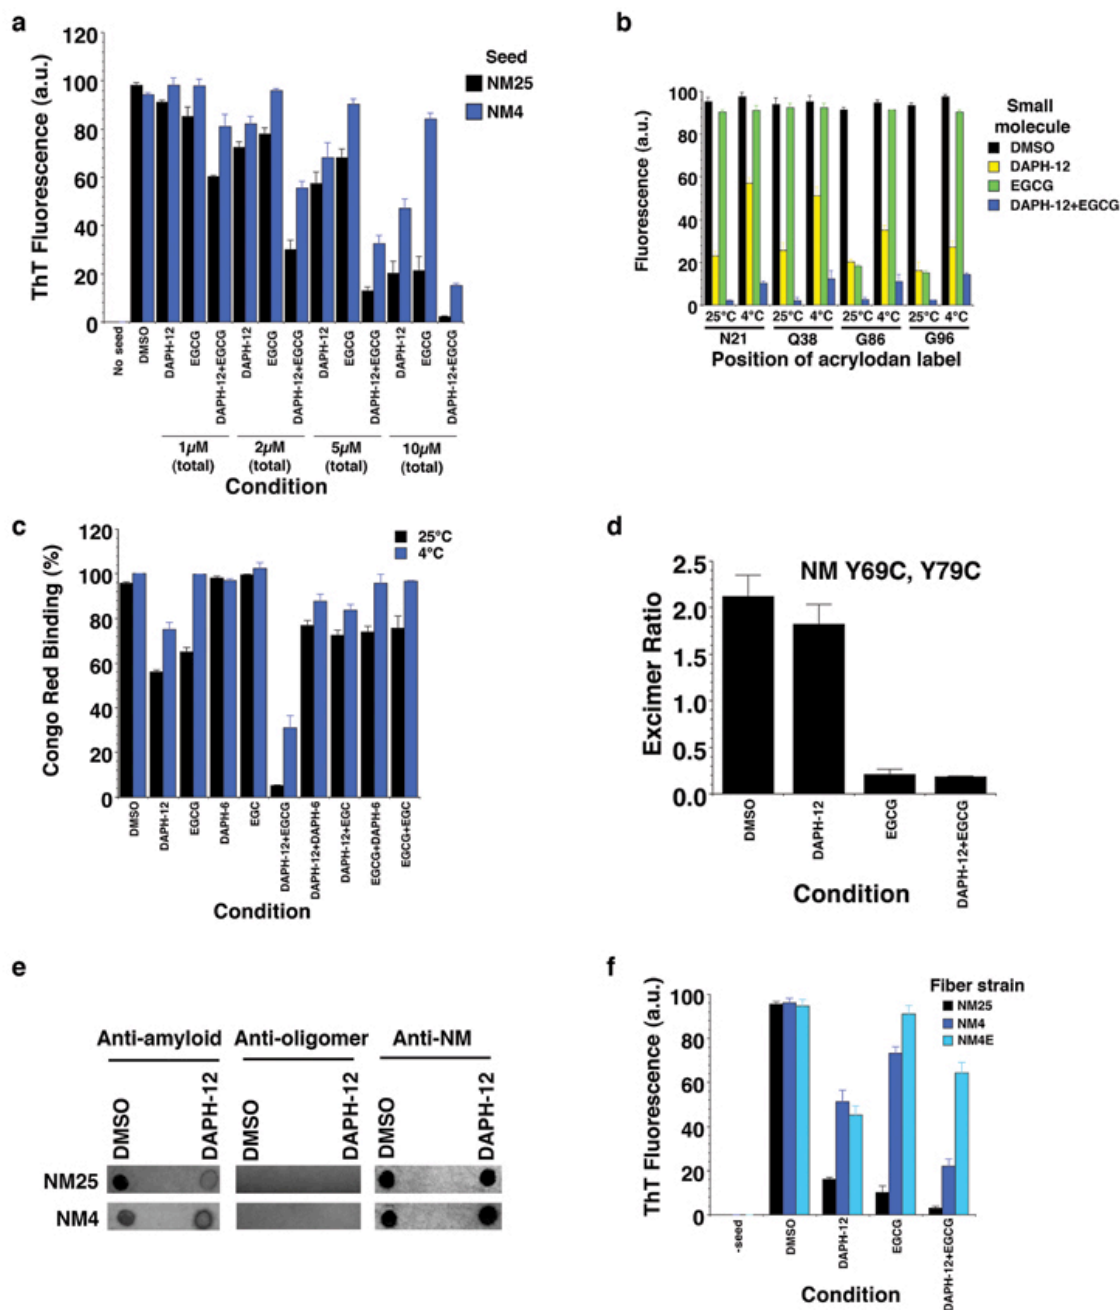 a
120
100
80
60
40
20
0
ThT Fluorescence (a.u.)
Seed
NM25
NM4
No seed
DMSO
DAPH-12
EGCG
DAPH-12+EGCG
DAPH-12
EGCG
DAPH-12+EGCG
DAPH-12
EGCG
DAPH-12+EGCG
DAPH-12
EGCG
DAPH-12+EGCG
1µM 2µM 5µM 10µM
(total) (total) (total) (total)
Condition
b
100
80
60
40
20
0
Fluorescence (a.u.)
Small
molecule
DMSO
DAPH-12
EGCG
DAPH-12+EGCG
25°C 4°C 25°C 4°C 25°C 4°C 25°C 4°C
N21 Q38 G86 G96
Position of acrylodan label
c
120
100
80
60
40
20
0
Congo Red Binding (%)
25°C
4°C
DMSO
DAPH-12
EGCG
DAPH-6
EGC
DAPH-12+EGCG
DAPH-12+DAPH-6
DAPH-12+EGC
EGCG+DAPH-6
EGCG+EGC
Condition
d
2.5
2.0
1.5
1.0
0.5
0.0
Excimer Ratio
NM Y69C, Y79C
DMSO
DAPH-12
EGCG
DAPH-12+EGCG
Condition
e
Anti-amyloid Anti-oligomer Anti-NM
DMSO
DAPH-12
DMSO
DAPH-12
DMSO
DAPH-12
NM25
NM4
f
100
80
60
40
20
0
ThT Fluorescence (a.u.)
Fiber strain
NM25
NM4
NM4E
-seed
DMSO
DAPH-12
EGCG
DAPH-12+EGCG
Condition